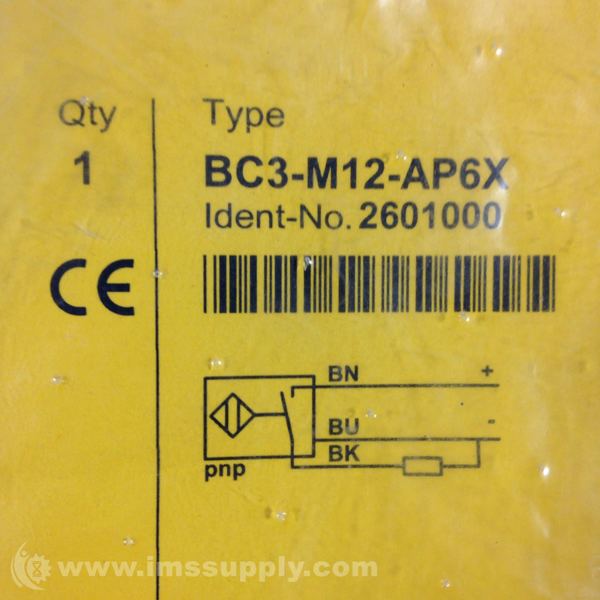 Qty
Type
1
BC3-M12-AP6X
Ident-No. 2601000
CE
BN +
BU -
BK
pnp
www.imssupply.com